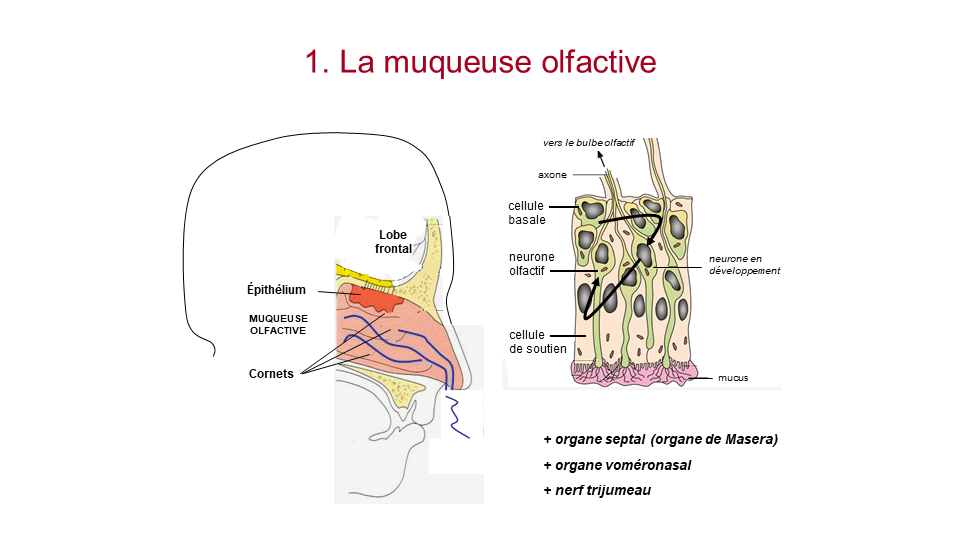 1. La muqueuse olfactive
Lobe
frontal
Épithélium
MUQUEUSE
OLFACTIVE
Cornets
vers le bulbe olfactif
axone
cellule
basale
neurone
olfactif
neurone en
développement
cellule
de soutien
mucus
+ organe septal (organe de Masera)
+ organe voméronasal
+ nerf trijumeau